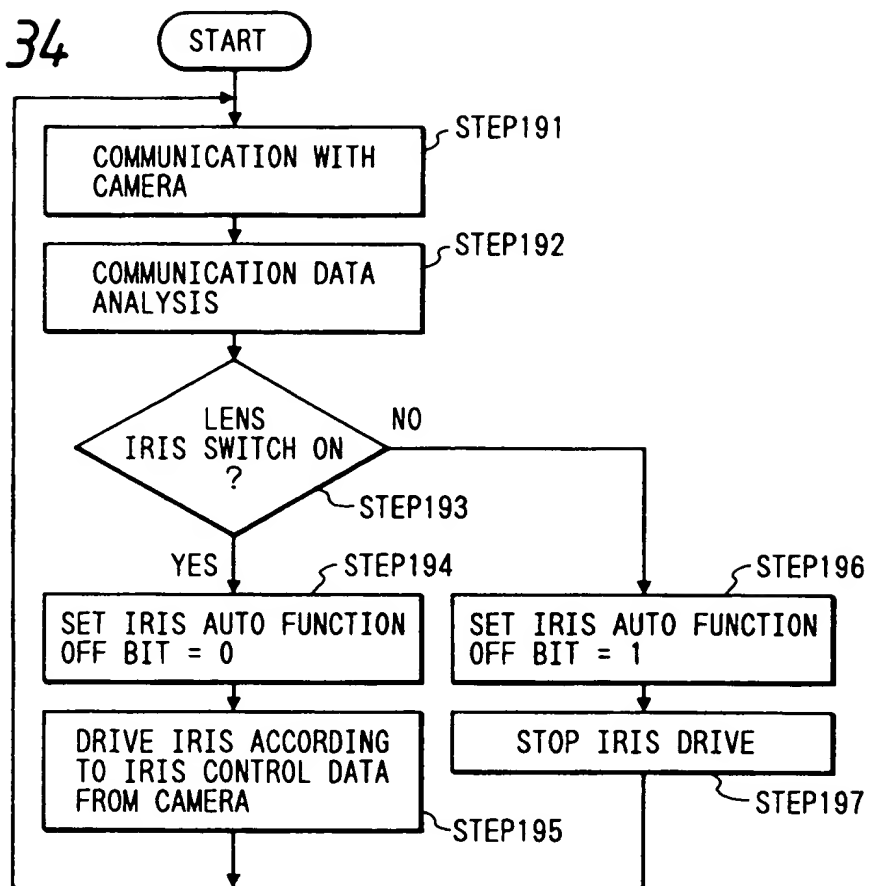 34
START
STEP191
COMMUNICATION WITH
CAMERA
STEP192
COMMUNICATION DATA
ANALYSIS
LENS
IRIS SWITCH ON
?
NO
STEP193
YES
STEP194
STEP196
SET IRIS AUTO FUNCTION
OFF BIT = 0
SET IRIS AUTO FUNCTION
OFF BIT = 1
DRIVE IRIS ACCORDING
TO IRIS CONTROL DATA
FROM CAMERA
STOP IRIS DRIVE
STEP195
STEP197